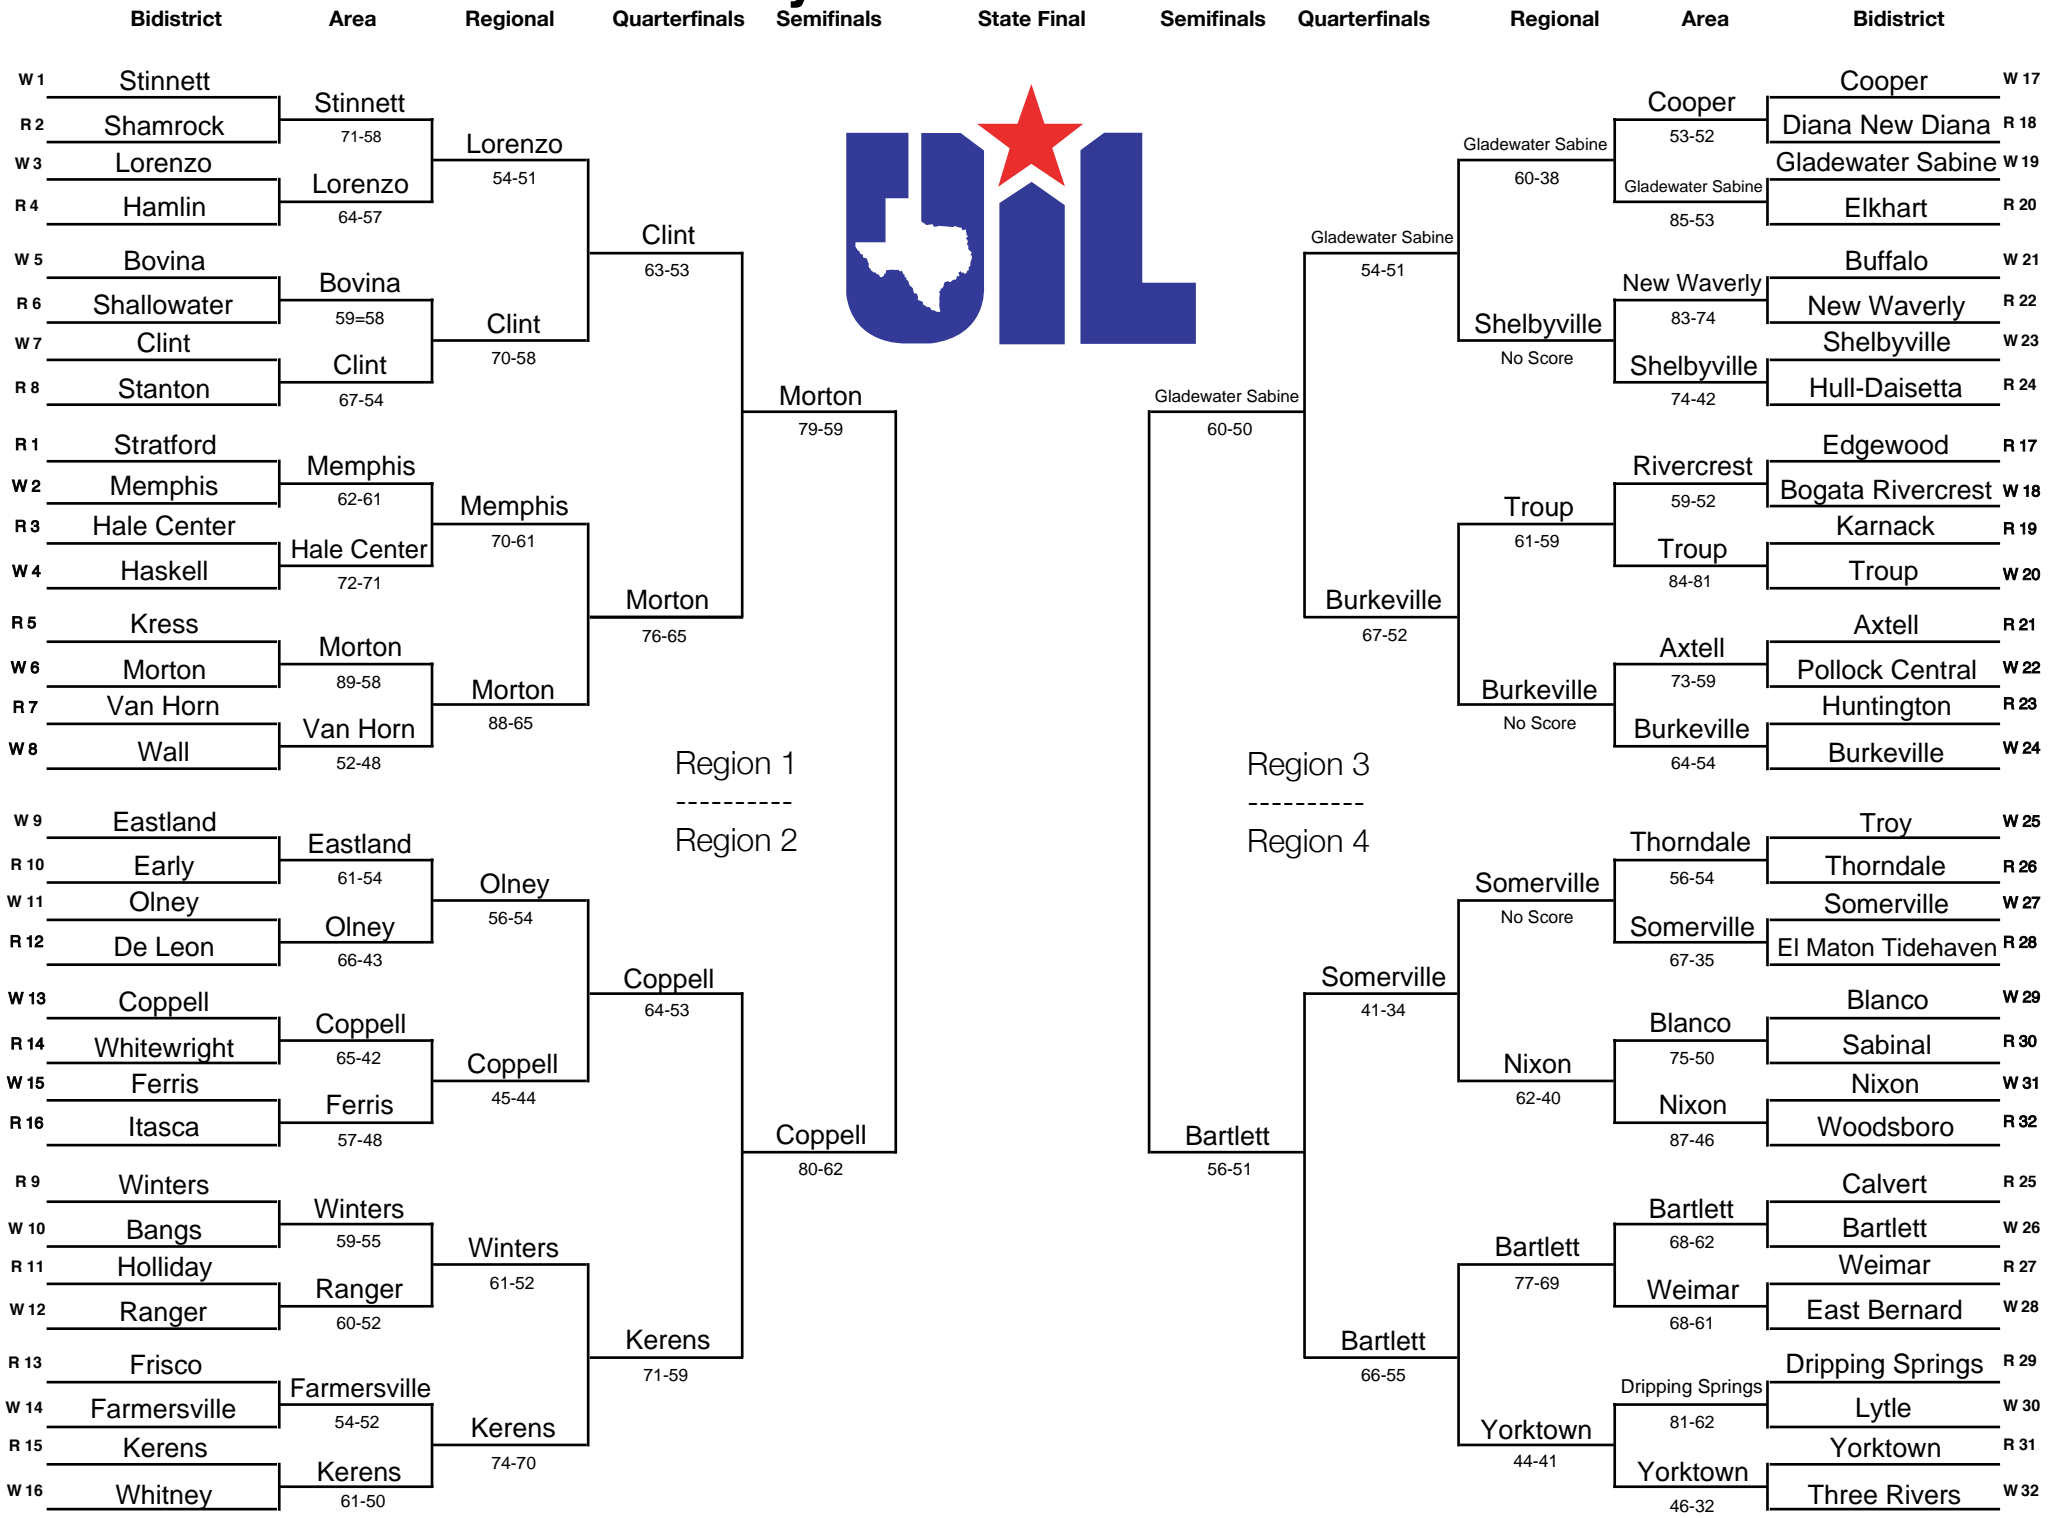 Bidistrict Area Regional Quarterfinals Semifinals State Final Semifinals Quarterfinals Regional Area Bidistrict
W 1 Stinnett
R 2 Shamrock
Stinnett
71-58
W 3 Lorenzo
R 4 Hamlin
Lorenzo
64-57
Lorenzo
54-51
W 5 Bovina
R 6 Shallowater
Bovina
59=58
W 7 Clint
R 8 Stanton
Clint
67-54
Clint
70-58
Clint
63-53
R 1 Stratford
W 2 Memphis
Memphis
62-61
R 3 Hale Center
W 4 Haskell
Hale Center
72-71
Memphis
70-61
R 5 Kress
W 6 Morton
Morton
89-58
R 7 Van Horn
W 8 Wall
Van Horn
52-48
Morton
88-65
Morton
76-65
Morton
79-59
Region 1
----------
Region 2
W 9 Eastland
R 10 Early
Eastland
61-54
W 11 Olney
R 12 De Leon
Olney
66-43
Olney
56-54
W 13 Coppell
R 14 Whitewright
Coppell
65-42
W 15 Ferris
R 16 Itasca
Ferris
57-48
Coppell
45-44
Coppell
64-53
R 9 Winters
W 10 Bangs
Winters
59-55
R 11 Holliday
W 12 Ranger
Ranger
60-52
Winters
61-52
R 13 Frisco
W 14 Farmersville
Farmersville
54-52
R 15 Kerens
W 16 Whitney
Kerens
61-50
Kerens
74-70
Kerens
71-59
Coppell
80-62
UIL
Cooper W 17
Diana New Diana R 18
Cooper
53-52
Gladewater Sabine W 19
Elkhart R 20
Gladewater Sabine
85-53
Gladewater Sabine
60-38
Buffalo W 21
New Waverly R 22
New Waverly
83-74
Shelbyville W 23
Hull-Daisetta R 24
Shelbyville
74-42
Shelbyville
No Score
Gladewater Sabine
54-51
Edgewood R 17
Bogata Rivercrest W 18
Rivercrest
59-52
Karnack R 19
Troup W 20
Troup
84-81
Troup
61-59
Axtell R 21
Pollock Central W 22
Axtell
73-59
Huntington R 23
Burkeville W 24
Burkeville
64-54
Burkeville
No Score
Burkeville
67-52
Gladewater Sabine
60-50
Region 3
----------
Region 4
Troy W 25
Thorndale R 26
Thorndale
56-54
Somerville W 27
El Maton Tidehaven R 28
Somerville
67-35
Somerville
No Score
Blanco W 29
Sabinal R 30
Blanco
75-50
Nixon W 31
Woodsboro R 32
Nixon
87-46
Nixon
62-40
Somerville
41-34
Calvert R 25
Bartlett W 26
Bartlett
68-62
Weimar R 27
East Bernard W 28
Weimar
68-61
Bartlett
77-69
Dripping Springs R 29
Lytle W 30
Dripping Springs
81-62
Yorktown R 31
Three Rivers W 32
Yorktown
46-32
Yorktown
44-41
Bartlett
66-55
Bartlett
56-51